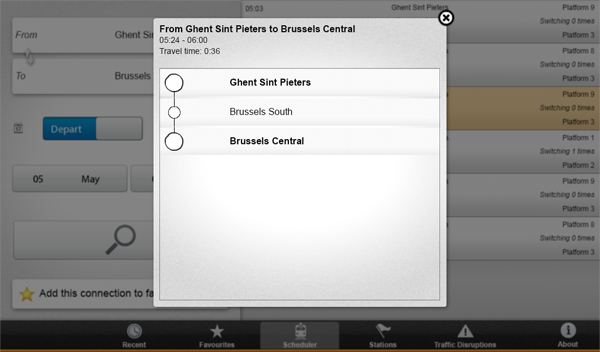 From Ghent Sint Pieters to Brussels Central
05:24 - 06:00
Travel time: 0:36
Ghent Sint Pieters
Brussels South
Brussels Central
From Ghent Sin
To Brussels
Depart
05 May
Add this connection to fa
05:03 Ghent Sint Pieters Platform 9
Switching 0 times
Platform 3
Platform 8
Switching 0 times
Platform 3
Platform 9
Switching 0 times
Platform 3
Platform 1
Switching 1 times
Platform 2
Platform 9
Switching 0 times
Platform 3
Platform 8
Switching 0 times
Platform 3
Recent Favourites Scheduler Stations Traffic Disruptions About